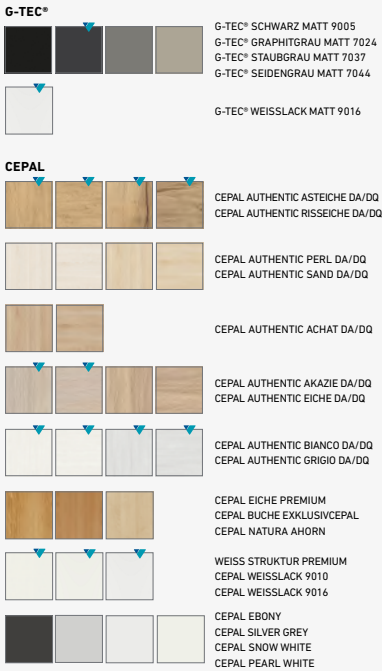 G-TEC®
G-TEC® SCHWARZ MATT 9005
G-TEC® GRAPHITGRAU MATT 7024
G-TEC® STAUBGRAU MATT 7037
G-TEC® SEIDENGRAU MATT 7044
G-TEC® WEISSLACK MATT 9016
CEPAL
CEPAL AUTHENTIC ASTEICHE DA/DQ
CEPAL AUTHENTIC RISSEICHE DA/DQ
CEPAL AUTHENTIC PERL DA/DQ
CEPAL AUTHENTIC SAND DA/DQ
CEPAL AUTHENTIC ACHAT DA/DQ
CEPAL AUTHENTIC AKAZIE DA/DQ
CEPAL AUTHENTIC EICHE DA/DQ
CEPAL AUTHENTIC BIANCO DA/DQ
CEPAL AUTHENTIC GRIGIO DA/DQ
CEPAL EICHE PREMIUM
CEPAL BUCHE EXKLUSIVCEPAL
CEPAL NATURA AHORN
WEISS STRUKTUR PREMIUM
CEPAL WEISSLACK 9010
CEPAL WEISSLACK 9016
CEPAL EBONY
CEPAL SILVER GREY
CEPAL SNOW WHITE
CEPAL PEARL WHITE